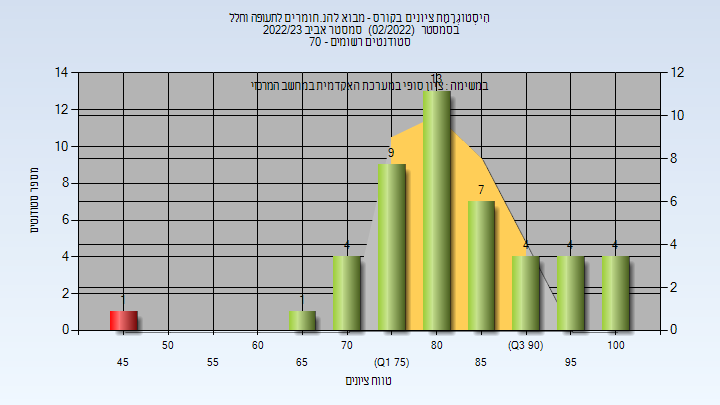 הִיסְטוֹגְרָמַת ציונים בקורס - מבוא להנ.חומרים לתעופה וחלל
בסמסטר (02/2022) סמסטר אביב 2022/23
סטודנטים רשומים - 70
במשימה : ציון סופי במערכת האקדמית במחשב המרכזי
מספר סטודנטים
14 12 10 8 6 4 2 0
12 10 8 6 4 2 0
1 1 4 9 13 7 4 4 4
50 60 70 80 (Q3 90) 100
45 55 65 (Q1 75) 85 95
טווח ציונים